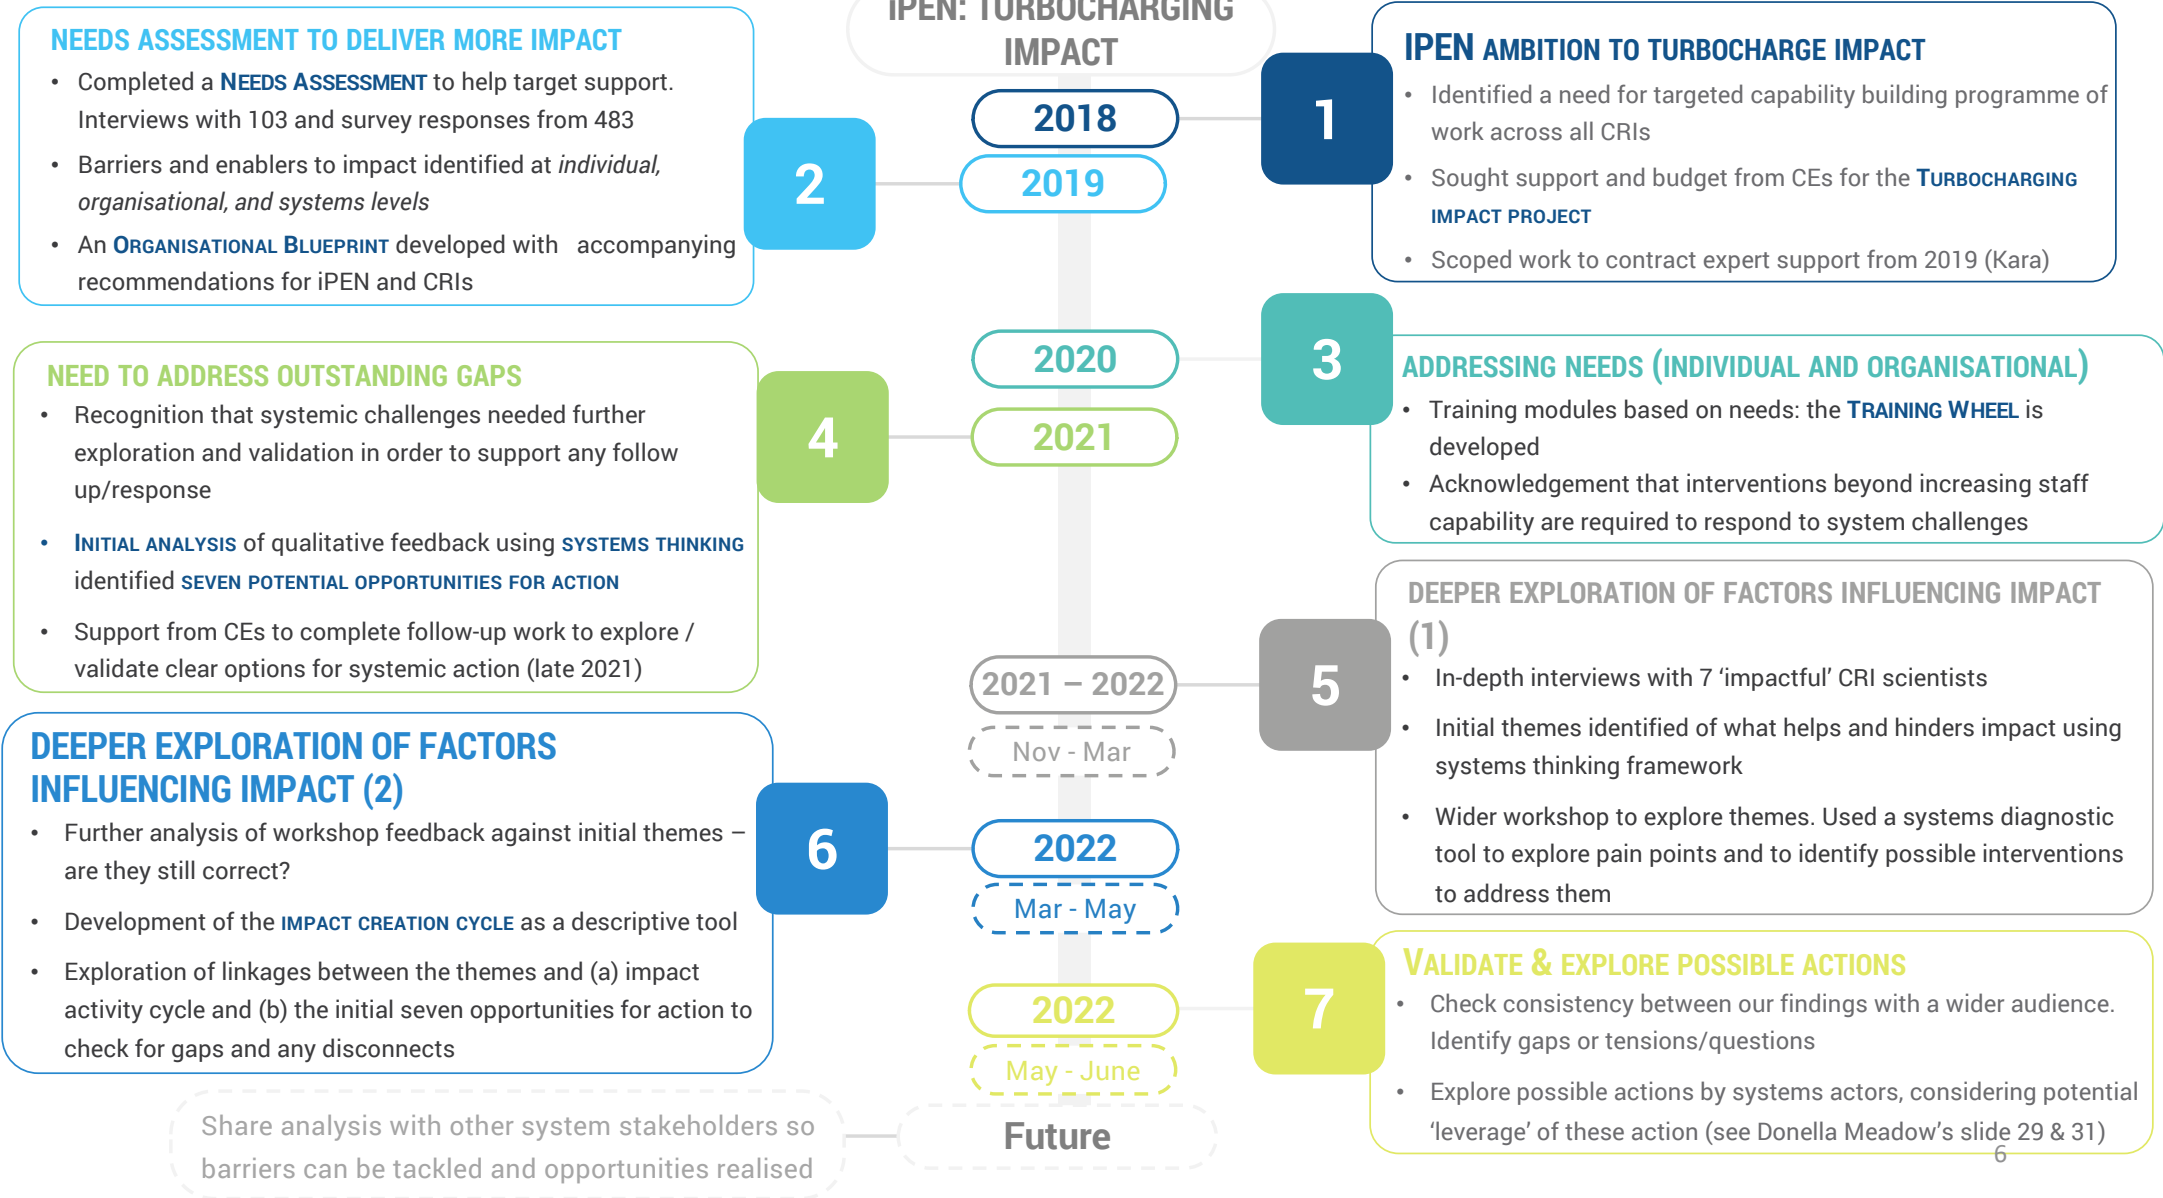 iPEN: TURBOCHARGING
IMPACT
2018
1
IPEN AMBITION TO TURBOCHARGE IMPACT
• Identified a need for targeted capability building programme of
work across all CRIs
• Sought support and budget from CEs for the TURBOCHARGING
IMPACT PROJECT
• Scoped work to contract expert support from 2019 (Kara)
NEEDS ASSESSMENT TO DELIVER MORE IMPACT
• Completed a NEEDS ASSESSMENT to help target support.
Interviews with 103 and survey responses from 483
• Barriers and enablers to impact identified at individual,
organisational, and systems levels
• An ORGANISATIONAL BLUEPRINT developed with accompanying
recommendations for iPEN and CRIs
2
2019
2020
3
ADDRESSING NEEDS (INDIVIDUAL AND ORGANISATIONAL)
• Training modules based on needs: the TRAINING WHEEL is
developed
• Acknowledgement that interventions beyond increasing staff
capability are required to respond to system challenges
NEED TO ADDRESS OUTSTANDING GAPS
• Recognition that systemic challenges needed further
exploration and validation in order to support any follow
up/response
• INITIAL ANALYSIS of qualitative feedback using SYSTEMS THINKING
identified SEVEN POTENTIAL OPPORTUNITIES FOR ACTION
• Support from CEs to complete follow-up work to explore /
validate clear options for systemic action (late 2021)
4
2021
2021 – 2022
Nov - Mar
5
DEEPER EXPLORATION OF FACTORS INFLUENCING IMPACT
(1)
• In-depth interviews with 7 ‘impactful’ CRI scientists
• Initial themes identified of what helps and hinders impact using
systems thinking framework
• Wider workshop to explore themes. Used a systems diagnostic
tool to explore pain points and to identify possible interventions
to address them
DEEPER EXPLORATION OF FACTORS
INFLUENCING IMPACT (2)
• Further analysis of workshop feedback against initial themes –
are they still correct?
• Development of the IMPACT CREATION CYCLE as a descriptive tool
• Exploration of linkages between the themes and (a) impact
activity cycle and (b) the initial seven opportunities for action to
check for gaps and any disconnects
6
2022
Mar - May
2022
May - June
7
VALIDATE & EXPLORE POSSIBLE ACTIONS
• Check consistency between our findings with a wider audience.
Identify gaps or tensions/questions
• Explore possible actions by systems actors, considering potential
‘leverage’ of these action (see Donella Meadow’s slide 29 & 31)
Share analysis with other system stakeholders so
barriers can be tackled and opportunities realised
Future
6